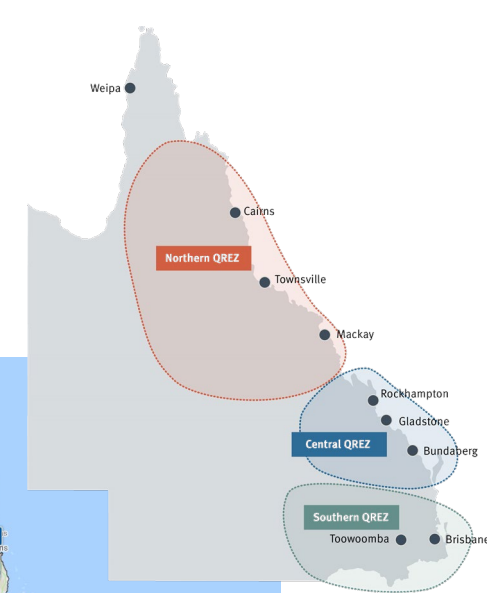 Weipa
Cairns
Northern QREZ
Townsville
Mackay
Rockhampton
Gladstone
Central QREZ
Bundaberg
Southern QREZ
Toowoomba
Brisbane